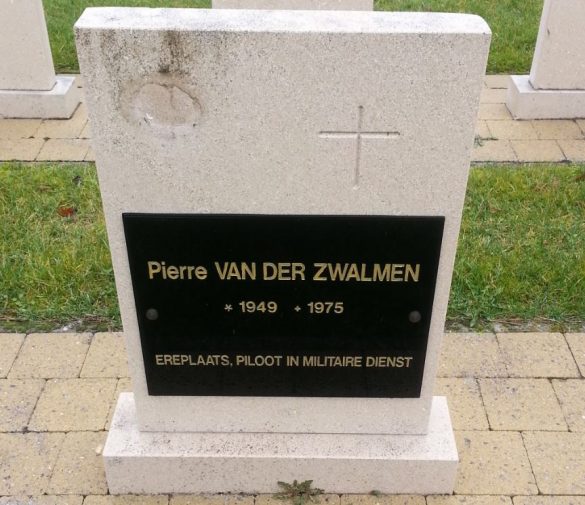 Pierre VAN DER ZWALMEN
* 1949 + 1975
EREPLAATS, PILOOT IN MILITAIRE DIENST